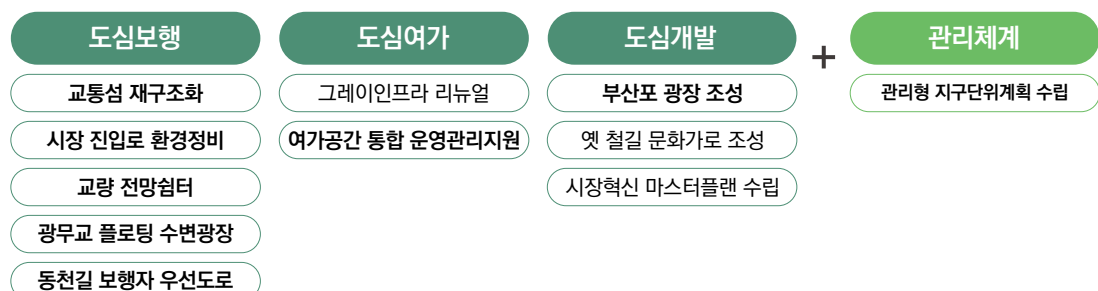 도심보행
교통섬 재구조화
시장 진입로 환경정비
교량 전망쉼터
광무교 플로팅 수변광장
동천길 보행자 우선도로
도심여가
그레이인프라 리뉴얼
여가공간 통합 운영관리지원
도심개발
부산포 광장 조성
옛 철길 문화가로 조성
시장혁신 마스터플랜 수립
+
관리체계
관리형 지구단위계획 수립